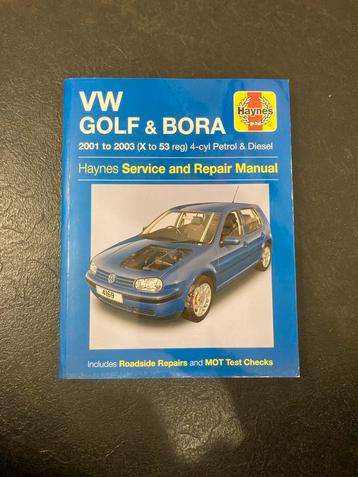 VW
GOLF & BORA
Haynes
2001 to 2003 (X to 53 reg) 4-cyl Petrol & Diesel
Haynes Service and Repair Manual
4169
Includes Roadside Repairs and MOT Test Checks